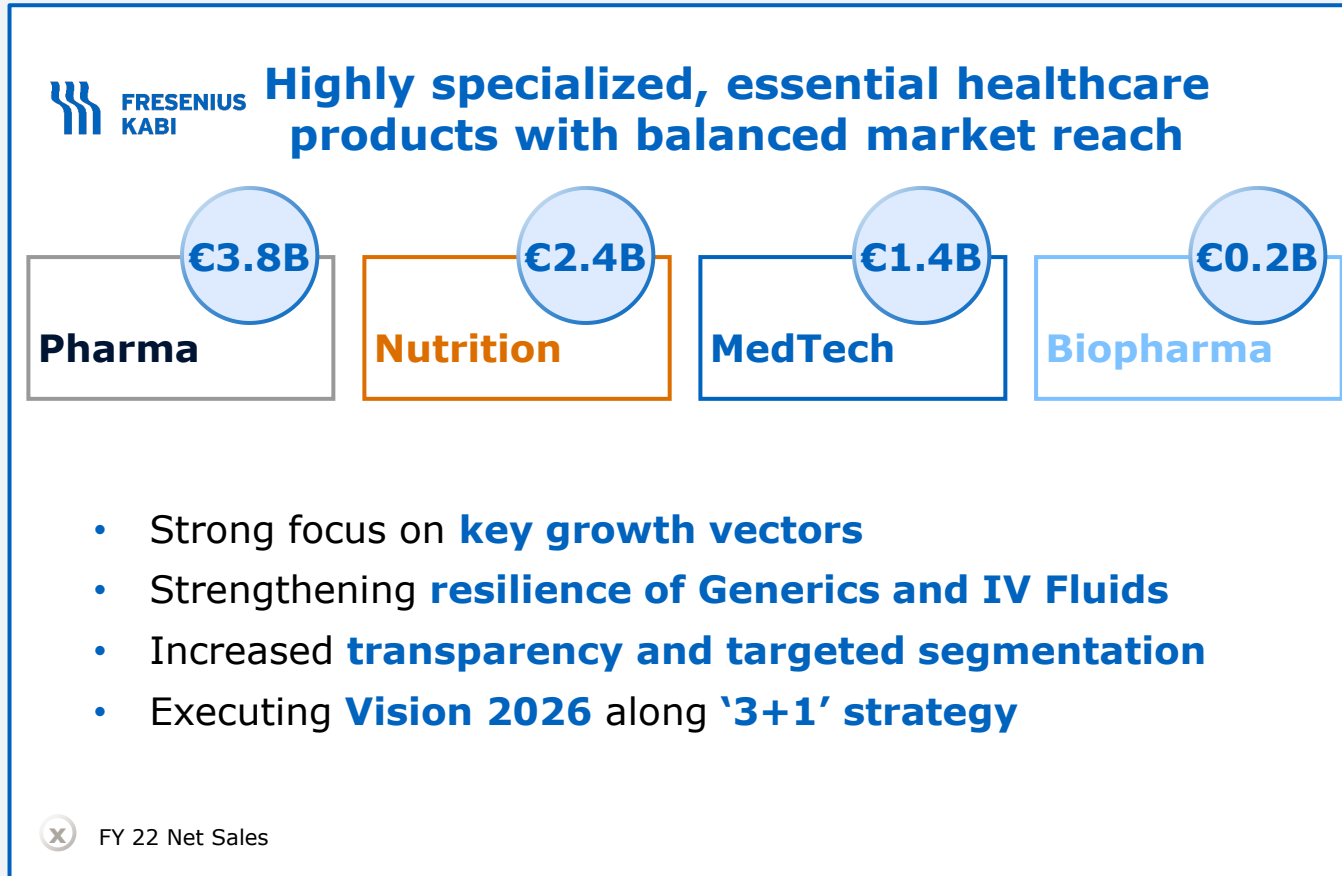 FRESENIUS
KABI
Highly specialized, essential healthcare
products with balanced market reach
€3.8B
€2.4B
€1.4B
€0.2B
Pharma
Nutrition
MedTech
Biopharma
• Strong focus on key growth vectors
• Strengthening resilience of Generics and IV Fluids
• Increased transparency and targeted segmentation
• Executing Vision 2026 along ‘3+1’ strategy
x FY 22 Net Sales